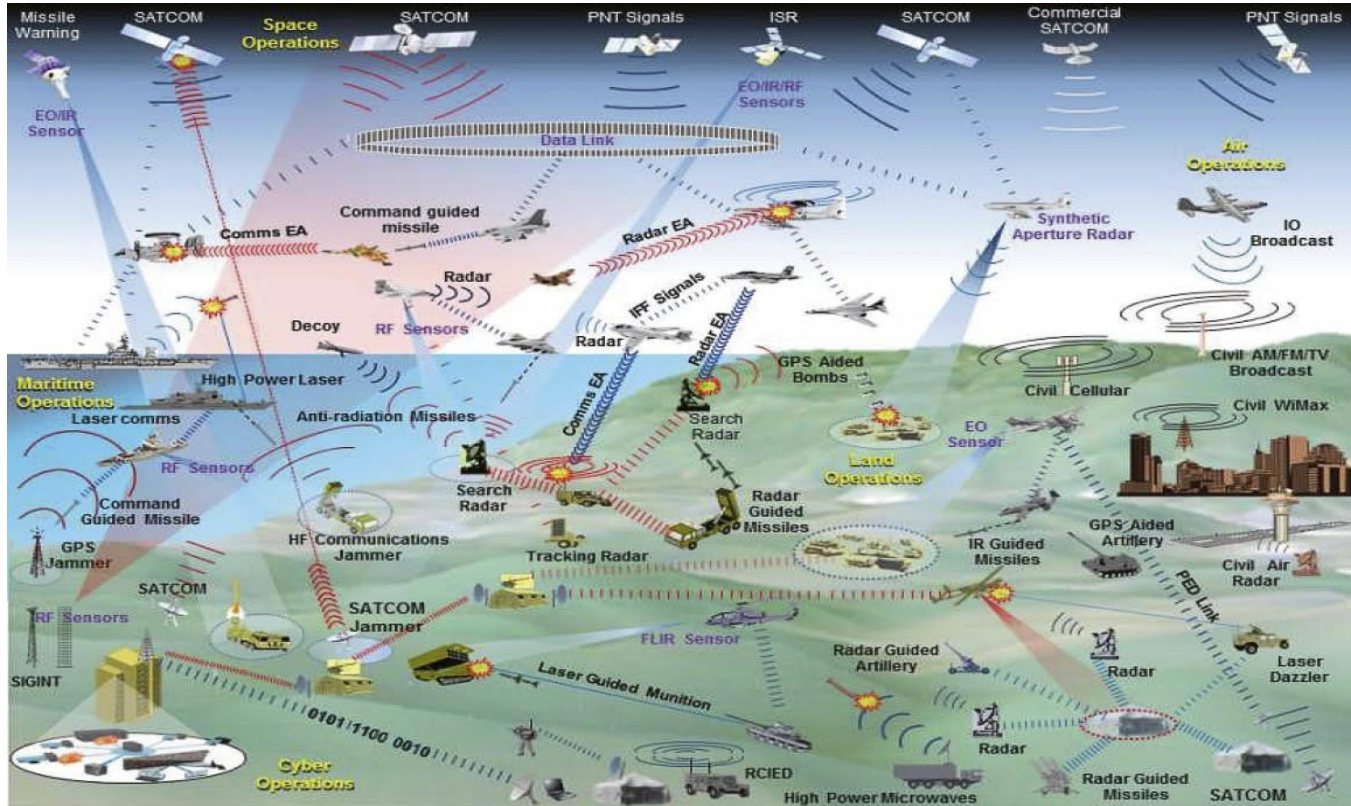 Missile
Warning
SATCOM
Space
Operations
SATCOM
PNT Signals
ISR
SATCOM
Commercial
SATCOM
PNT Signals
EO/IR
Sensor
EO/IR/RF
Sensors
Data Link
Air
Operations
Comms EA
Command guided
missile
Radar EA
Synthetic
Aperture Radar
IO
Broadcast
Radar
RF Sensors
IFF Signals
Decoy
Radar
Radar EA
GPS Aided
Bombs
Civil AM/FM/TV
Broadcast
Civil Cellular
Maritime
Operations
High Power Laser
Laser comms
Anti-radiation Missiles
Comms EA
Search
Radar
EO
Sensor
Civil WiMax
RF Sensors
Search
Radar
Land
Operations
Command
Guided Missile
HF Communications
Jammer
Radar
Guided
Missiles
Tracking Radar
IR Guided
Missiles
GPS Aided
Artillery
Civil Air
Radar
GPS
Jammer
SATCOM
SATCOM
Jammer
PED Link
RF Sensors
FLIR Sensor
Radar Guided
Artillery
Radar
Laser
Dazzler
SIGINT
Laser Guided Munition
0101 1100 0010
Radar
Cyber
Operations
RCIED
High Power Microwaves
Radar Guided
Missiles
SATCOM